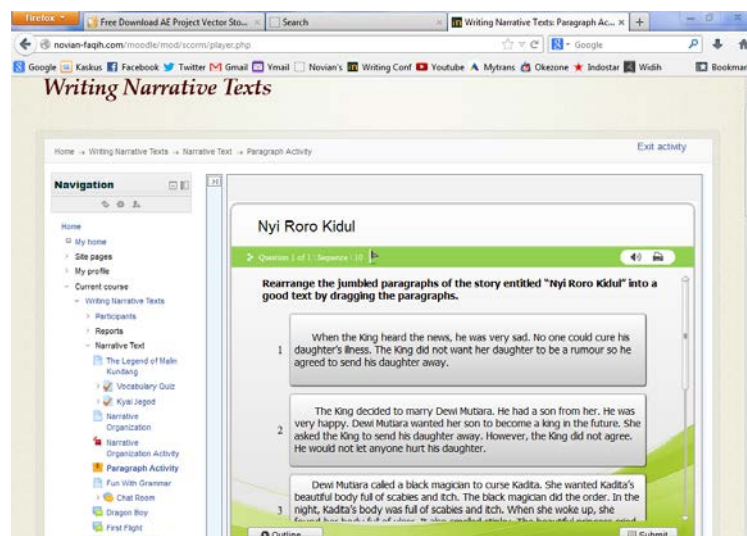 Firefox
Free Download AE Project Vector Sto...
Search
Writing Narrative Texts: Paragraph Ac...
novian-faqih.com/moodle/mod/scorm/player.php
Google
Google Kaskus Facebook Twitter Gmail Ymail Novian's Writing Conf Youtube Mytrans Okezone Indostar Widih Bookmar
Writing Narrative Texts
Home → Writing Narrative Texts → Narrative Text → Paragraph Activity
Exit activity
Navigation
Home
My home
Site pages
My profile
Current course
Writing Narrative Texts
Participants
Reports
Narrative Text
The Legend of Malin
Kundang
Vocabulary Quiz
Kyai Jegod
Narrative
Organization
Narrative
Organization Activity
Paragraph Activity
Fun With Grammar
Chat Room
Dragon Boy
First Flight
Nyi Roro Kidul
Question 1 of 1 | Sequence | 10
Rearrange the jumbled paragraphs of the story entitled "Nyi Roro Kidul" into a
good text by dragging the paragraphs.
When the King heard the news, he was very sad. No one could cure his
1 daughter's illness. The King did not want her daughter to be a rumour so he
agreed to send his daughter away.
The King decided to marry Dewi Mutiara. He had a son from her. He was
very happy. Dewi Mutiara wanted her son to become a king in the future. She
2 asked the King to send his daughter away. However, the King did not agree.
He would not let anyone hurt his daughter.
Dewi Mutiara called a black magician to curse Kadita. She wanted Kadita's
beautiful body full of scabies and itch. The black magician did the order. In the
3 night, Kadita's body was full of scabies and itch. When she woke up, she
Outline
Submit